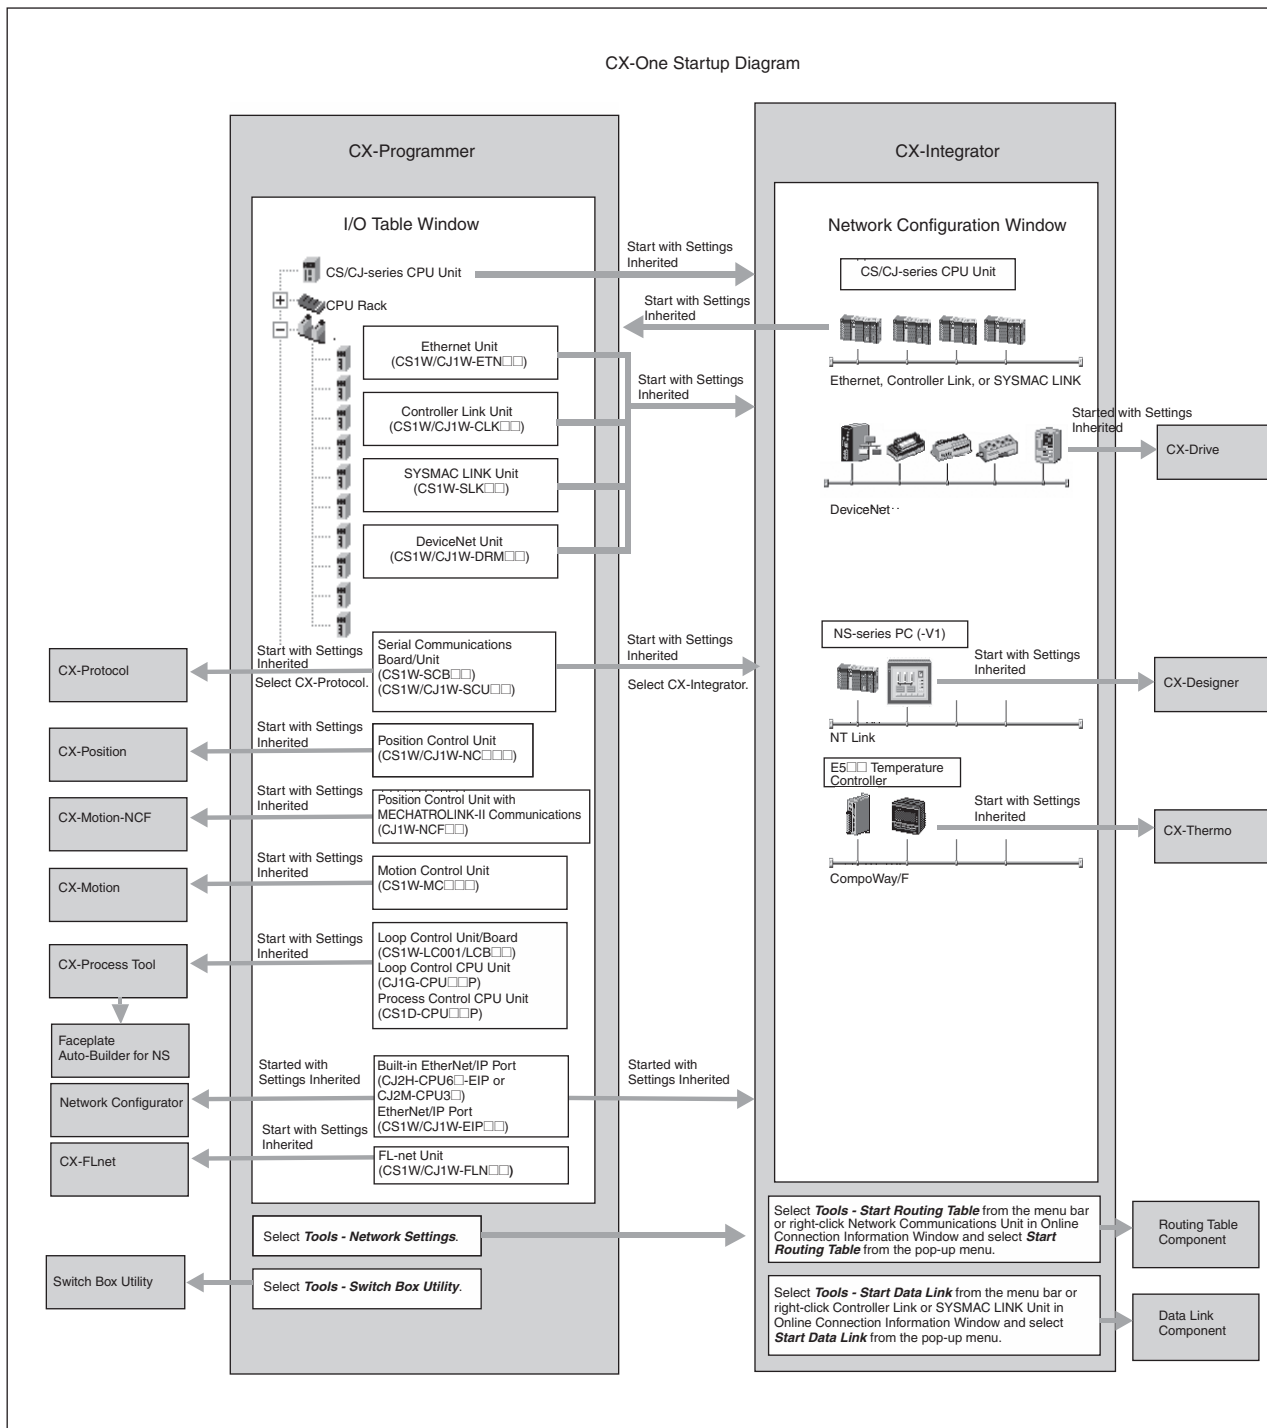 CX-One Startup Diagram
CX-Programmer
I/O Table Window
CS/CJ-series CPU Unit
CPU Rack
Ethernet Unit
(CS1W/CJ1W-ETN□□)
Controller Link Unit
(CS1W/CJ1W-CLK□□)
SYSMAC LINK Unit
(CS1W-SLK□□)
DeviceNet Unit
(CS1W/CJ1W-DRM□□)
Start with Settings
Inherited
Start with Settings
Inherited
Start with Settings
Inherited
CX-Integrator
Network Configuration Window
CS/CJ-series CPU Unit
Ethernet, Controller Link, or SYSMAC LINK
DeviceNet
Started with Settings
Inherited
CX-Drive
CX-Protocol
Start with Settings
Inherited
Select CX-Protocol.
Serial Communications
Board/Unit
(CS1W-SCB□□)
(CS1W/CJ1W-SCU□□)
Start with Settings
Inherited
Select CX-Integrator.
NS-series PC (-V1)
NT Link
Start with Settings
Inherited
CX-Designer
CX-Position
Start with Settings
Inherited
Position Control Unit
(CS1W/CJ1W-NC□□□)
E5□□ Temperature
Controller
CompoWay/F
Start with Settings
Inherited
CX-Thermo
CX-Motion-NCF
Start with Settings
Inherited
Position Control Unit with
MECHATROLINK-II Communications
(CJ1W-NCF□□)
CX-Motion
Start with Settings
Inherited
Motion Control Unit
(CS1W-MC□□□)
CX-Process Tool
Start with Settings
Inherited
Loop Control Unit/Board
(CS1W-LC001/LCB□□)
Loop Control CPU Unit
(CJ1G-CPU□□P)
Process Control CPU Unit
(CS1D-CPU□□P)
Faceplate
Auto-Builder for NS
Network Configurator
Started with
Settings Inherited
Built-in EtherNet/IP Port
(CJ2H-CPU6□-EIP or
CJ2M-CPU3□)
EtherNet/IP Port
(CS1W/CJ1W-EIP□□)
Started with
Settings Inherited
CX-FLnet
Start with Settings
Inherited
FL-net Unit
(CS1W/CJ1W-FLN□□)
Select Tools - Network Settings.
Select Tools - Start Routing Table from the menu bar
or right-click Network Communications Unit in Online
Connection Information Window and select Start
Routing Table from the pop-up menu.
Routing Table
Component
Switch Box Utility
Select Tools - Switch Box Utility.
Select Tools - Start Data Link from the menu bar or
right-click Controller Link or SYSMAC LINK Unit in
Online Connection Information Window and select
Start Data Link from the pop-up menu.
Data Link
Component